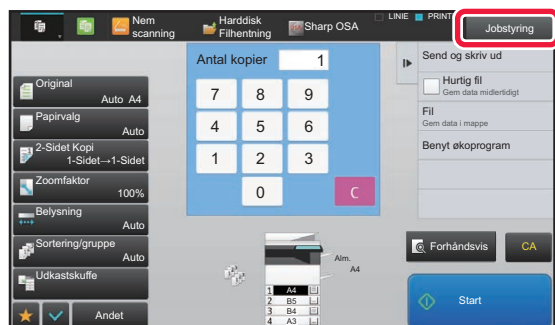 Nem
scanning
Harddisk
Filhentning
Sharp OSA
LINIE
PRINT
Jobstyring
Original
Auto A4
Papirvalg
Auto
2-Sidet Kopi
1-Sidet→1-Sidet
Zoomfaktor
100%
Belysning
Auto
Sortering/gruppe
Auto
Udkastskuffe
Andet
Antal kopier 1
7 8 9
4 5 6
1 2 3
0 C
Alm.
A4
1 A4
2 B5
3 B4
4 A3
Send og skriv ud
Hurtig fil
Gem data midlertidigt
Fil
Gem data i mappe
Benyt økoprogram
Forhåndsvis
CA
Start